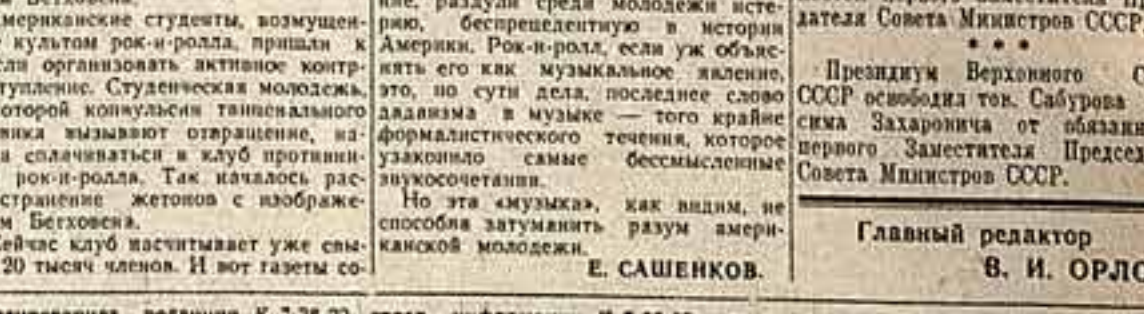 мериканские студенты, возмущен-
культом рок-и-ролла, пришли к
организовать активное контр-
тупление. Студенческая молодежь,
оторой конвульсии танцевального
вызывают отвращение, на-
сплачиваться в клуб противни-
рок-и-ролла. Так началось рас-
странение жетонов с изображе-
м Бетховена.
ейчас клуб насчитывает уже свы-
20 тысяч членов. И вот газеты со-
ние, раздули среди молодежи исте-
рию, беспрецедентную в истории
Америки. Рок-и-ролл, если уж объяс-
нять его как музыкальное явление,
это, по сути дела, последнее слово
дадаизма в музыке — того крайне
формалистического течения, которое
узаконило самые бессмысленные
звукосочетания.
Но эта «музыка», как видим, не
способна затуманить разум амери-
канской молодежи.
Е. САШЕНКОВ.
дателя Совета Министров СССР
* * *
Президиум Верховного С
СССР освободил тов. Сабурова
сима Захаровича от обязан
первого Заместителя Председ
Совета Министров СССР.
Главный редактор
В. И. ОРЛО